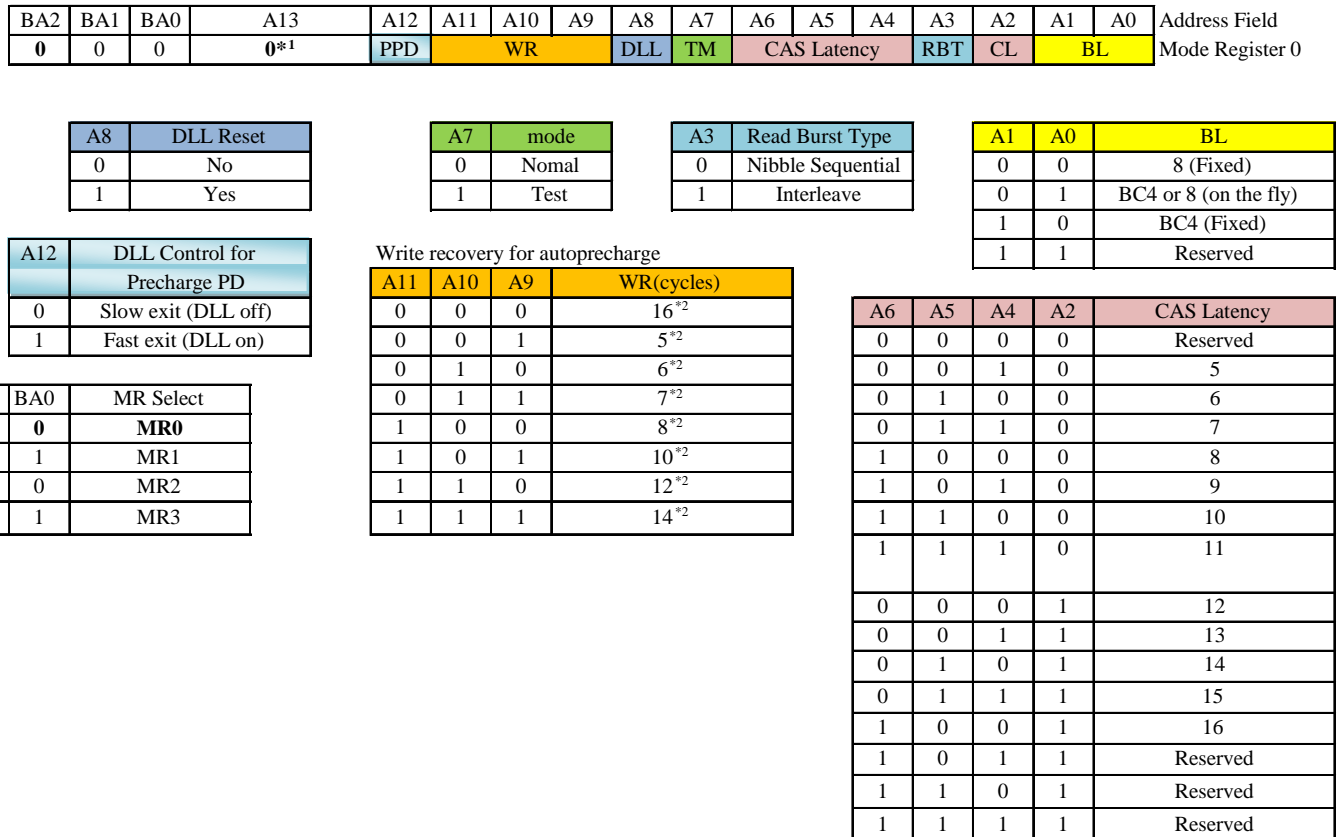 BA2 BA1 BA0 A13 A12 A11 A10 A9 A8 A7 A6 A5 A4 A3 A2 A1 A0 Address Field
0 0 0 0*1 PPD WR DLL TM CAS Latency RBT CL BL Mode Register 0
A8 DLL Reset
0 No
1 Yes
A7 mode
0 Nomal
1 Test
A3 Read Burst Type
0 Nibble Sequential
1 Interleave
A1 A0 BL
0 0 8 (Fixed)
0 1 BC4 or 8 (on the fly)
1 0 BC4 (Fixed)
1 1 Reserved
A12 DLL Control for
Precharge PD
0 Slow exit (DLL off)
1 Fast exit (DLL on)
BA0 MR Select
0 MR0
1 MR1
0 MR2
1 MR3
Write recovery for autoprecharge
A11 A10 A9 WR(cycles)
0 0 0 16*2
0 0 1 5*2
0 1 0 6*2
0 1 1 7*2
1 0 0 8*2
1 0 1 10*2
1 1 0 12*2
1 1 1 14*2
A6 A5 A4 A2 CAS Latency
0 0 0 0 Reserved
0 0 1 0 5
0 1 0 0 6
0 1 1 0 7
1 0 0 0 8
1 0 1 0 9
1 1 0 0 10
1 1 1 0 11
0 0 0 1 12
0 0 1 1 13
0 1 0 1 14
0 1 1 1 15
1 0 0 1 16
1 0 1 1 Reserved
1 1 0 1 Reserved
1 1 1 1 Reserved